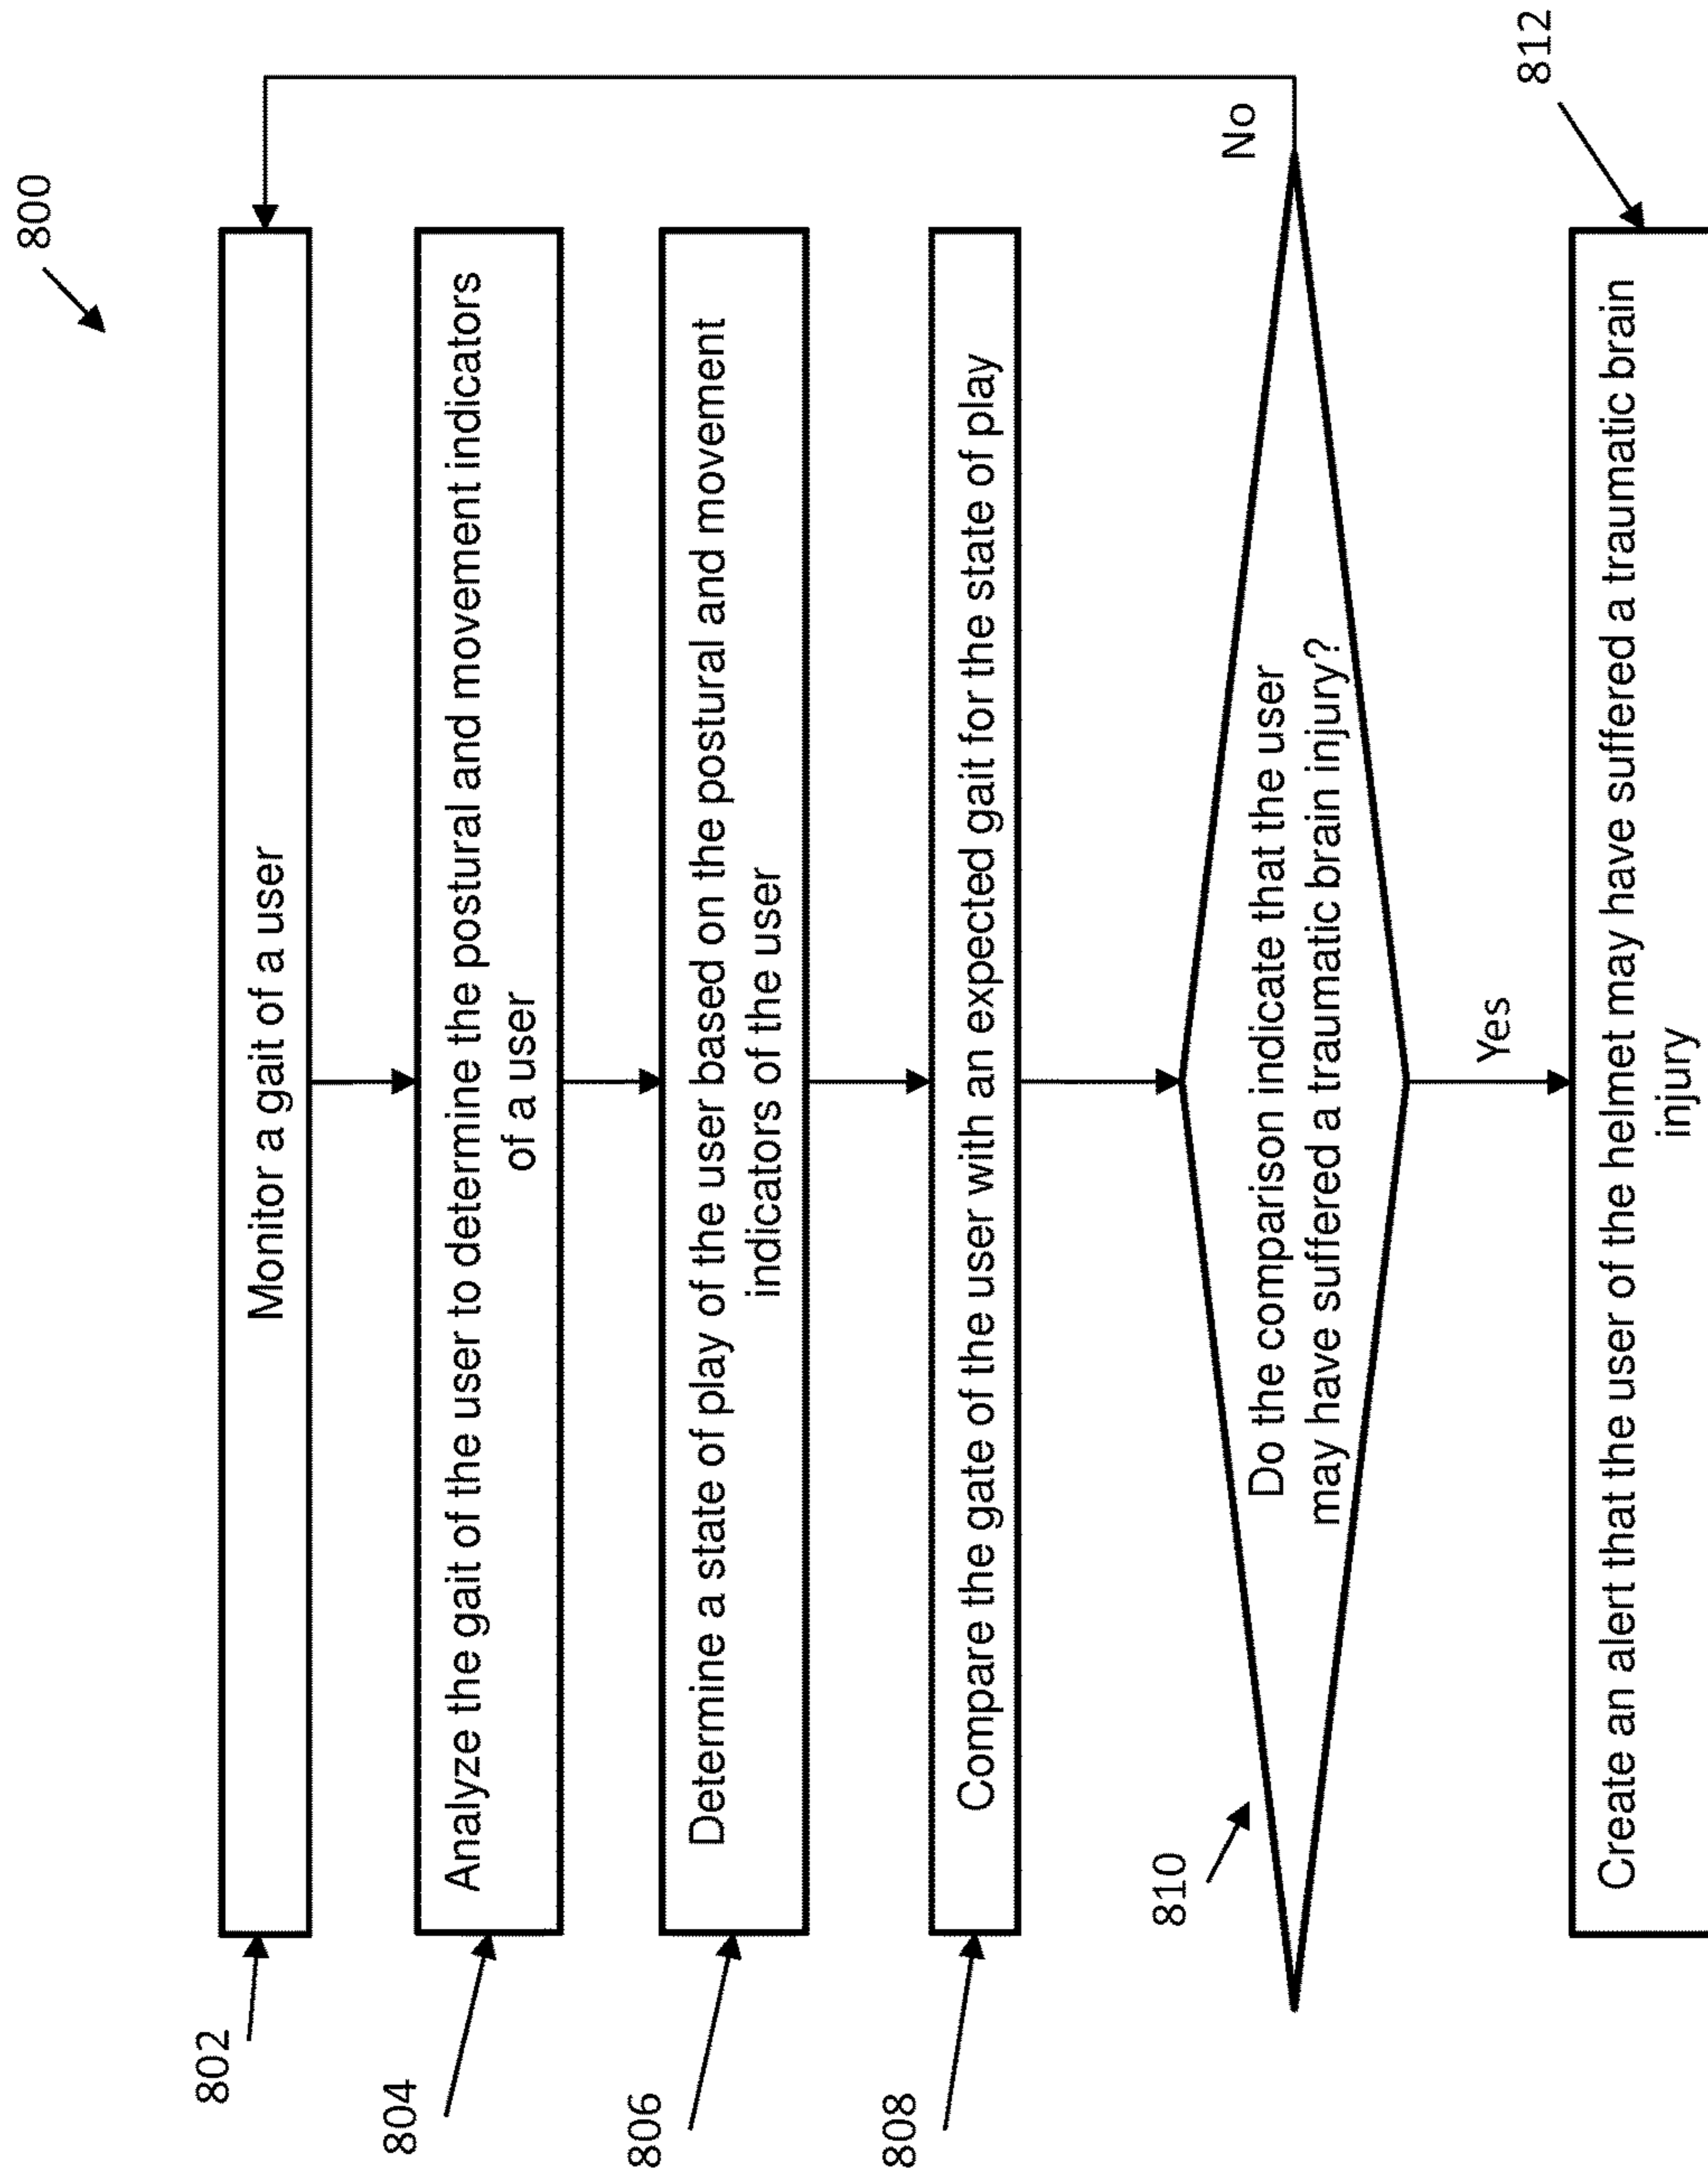 800
802
Monitor a gait of a user
804
Analyze the gait of the user to determine the postural and movement indicators
of a user
806
Determine a state of play of the user based on the postural and movement
indicators of the user
808
Compare the gate of the user with an expected gait for the state of play
810
Do the comparison indicate that the user
may have suffered a traumatic brain injury?
No
Yes
812
Create an alert that the user of the helmet may have suffered a traumatic brain
injury